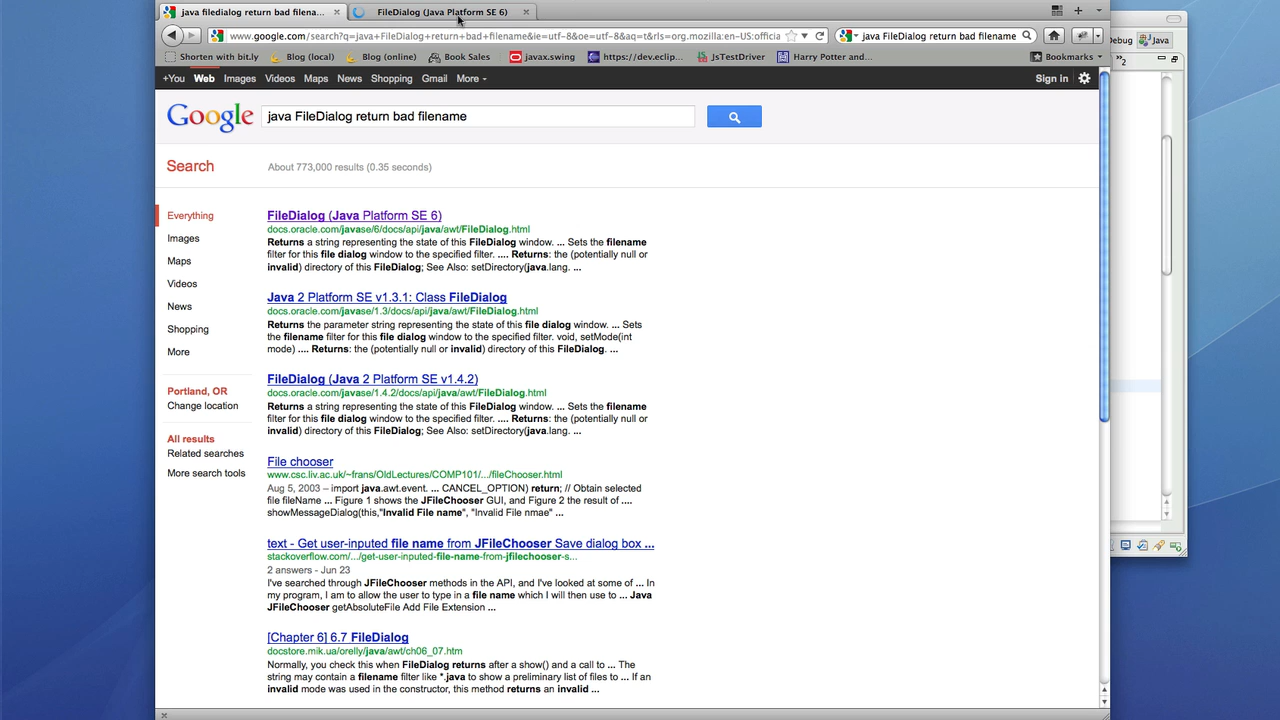 java filedialog return bad filena...
FileDialog (Java Platform SE 6)
www.google.com/search?q=java+FileDialog+return+bad+filename&ie=utf-8&oe=utf-8&aq=t&rls=org.mozilla:en-US:officia
java FileDialog return bad filename
Shorten with bit.ly
Blog (local)
Blog (online)
Book Sales
javax.swing
https://dev.eclip...
JsTestDriver
Harry Potter and...
Bookmarks
Debug
Java
+You Web Images Videos Maps News Shopping Gmail More
Sign in
Google
java FileDialog return bad filename
Search
About 773,000 results (0.35 seconds)
Everything
Images
Maps
Videos
News
Shopping
More
Portland, OR
Change location
All results
Related searches
More search tools
FileDialog (Java Platform SE 6)
docs.oracle.com/javase/6/docs/api/java/awt/FileDialog.html
Returns a string representing the state of this FileDialog window. ... Sets the filename
filter for this file dialog window to the specified filter. .... Returns: the (potentially null or
invalid) directory of this FileDialog; See Also: setDirectory(java.lang. ...
Java 2 Platform SE v1.3.1: Class FileDialog
docs.oracle.com/javase/1.3/docs/api/java/awt/FileDialog.html
Returns the parameter string representing the state of this file dialog window. ... Sets
the filename filter for this file dialog window to the specified filter. void, setMode(int
mode) .... Returns: the (potentially null or invalid) directory of this FileDialog. ...
FileDialog (Java 2 Platform SE v1.4.2)
docs.oracle.com/javase/1.4.2/docs/api/java/awt/FileDialog.html
Returns a string representing the state of this FileDialog window. ... Sets the filename
filter for this file dialog window to the specified filter. .... Returns: the (potentially null or
invalid) directory of this FileDialog; See Also: setDirectory(java.lang. ...
File chooser
www.csc.liv.ac.uk/~frans/OldLectures/COMP101/.../fileChooser.html
Aug 5, 2003 – import java.awt.event. ... CANCEL_OPTION) return; // Obtain selected
file fileName ... Figure 1 shows the JFileChooser GUI, and Figure 2 the result of ....
showMessageDialog(this,"Invalid File name", "Invalid File nmae" ...
text - Get user-inputed file name from JFileChooser Save dialog box ...
stackoverflow.com/.../get-user-inputed-file-name-from-jfilechooser-s...
2 answers - Jun 23
I've searched through JFileChooser methods in the API, and I've looked at some of ... In
my program, I am to allow the user to type in a file name which I will then use to ... Java
JFileChooser getAbsoluteFile Add File Extension ...
[Chapter 6] 6.7 FileDialog
docstore.mik.ua/orelly/java/awt/ch06_07.htm
Normally, you check this when FileDialog returns after a show() and a call to ... The
string may contain a filename filter like *.java to show a preliminary list of files to ... If an
invalid mode was used in the constructor, this method returns an invalid ...